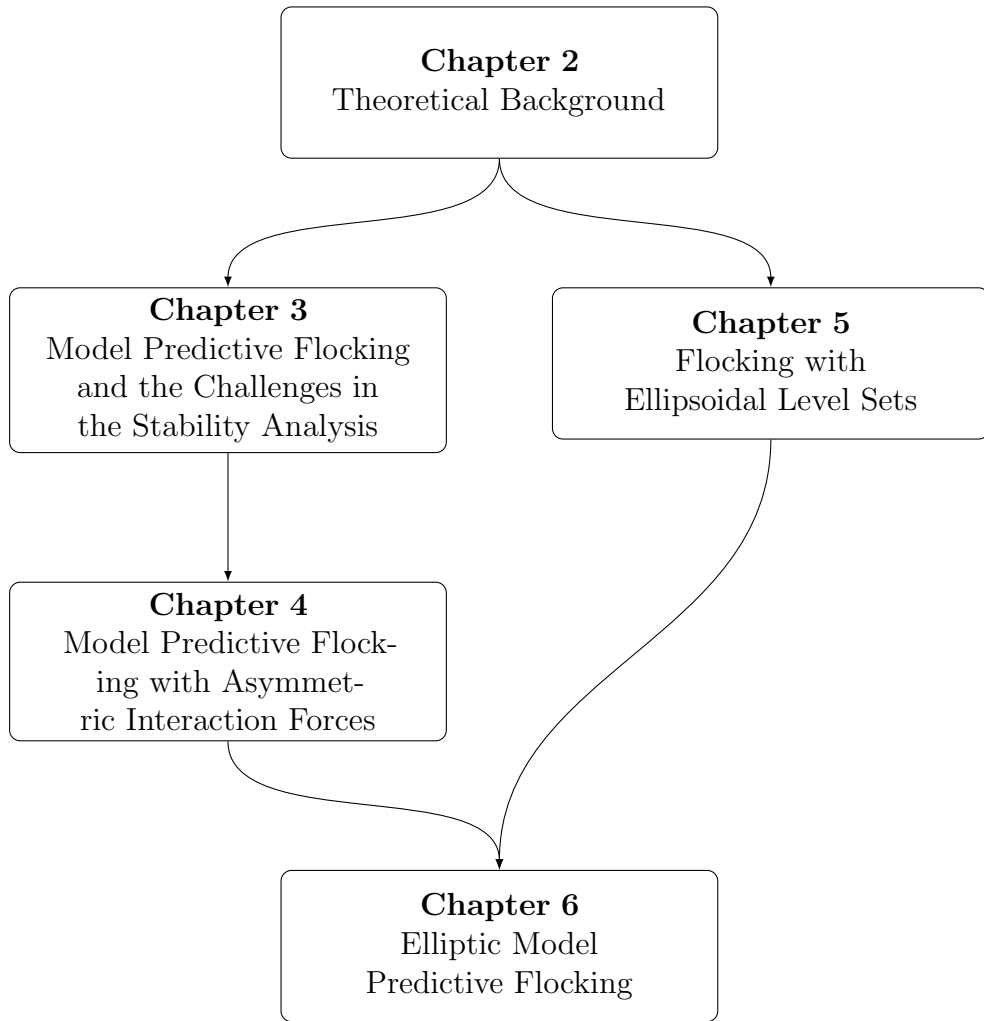 Chapter 2
Theoretical Background
Chapter 3
Model Predictive Flocking
and the Challenges in
the Stability Analysis
Chapter 5
Flocking with
Ellipsoidal Level Sets
Chapter 4
Model Predictive Flock-
ing with Asymmet-
ric Interaction Forces
Chapter 6
Elliptic Model
Predictive Flocking